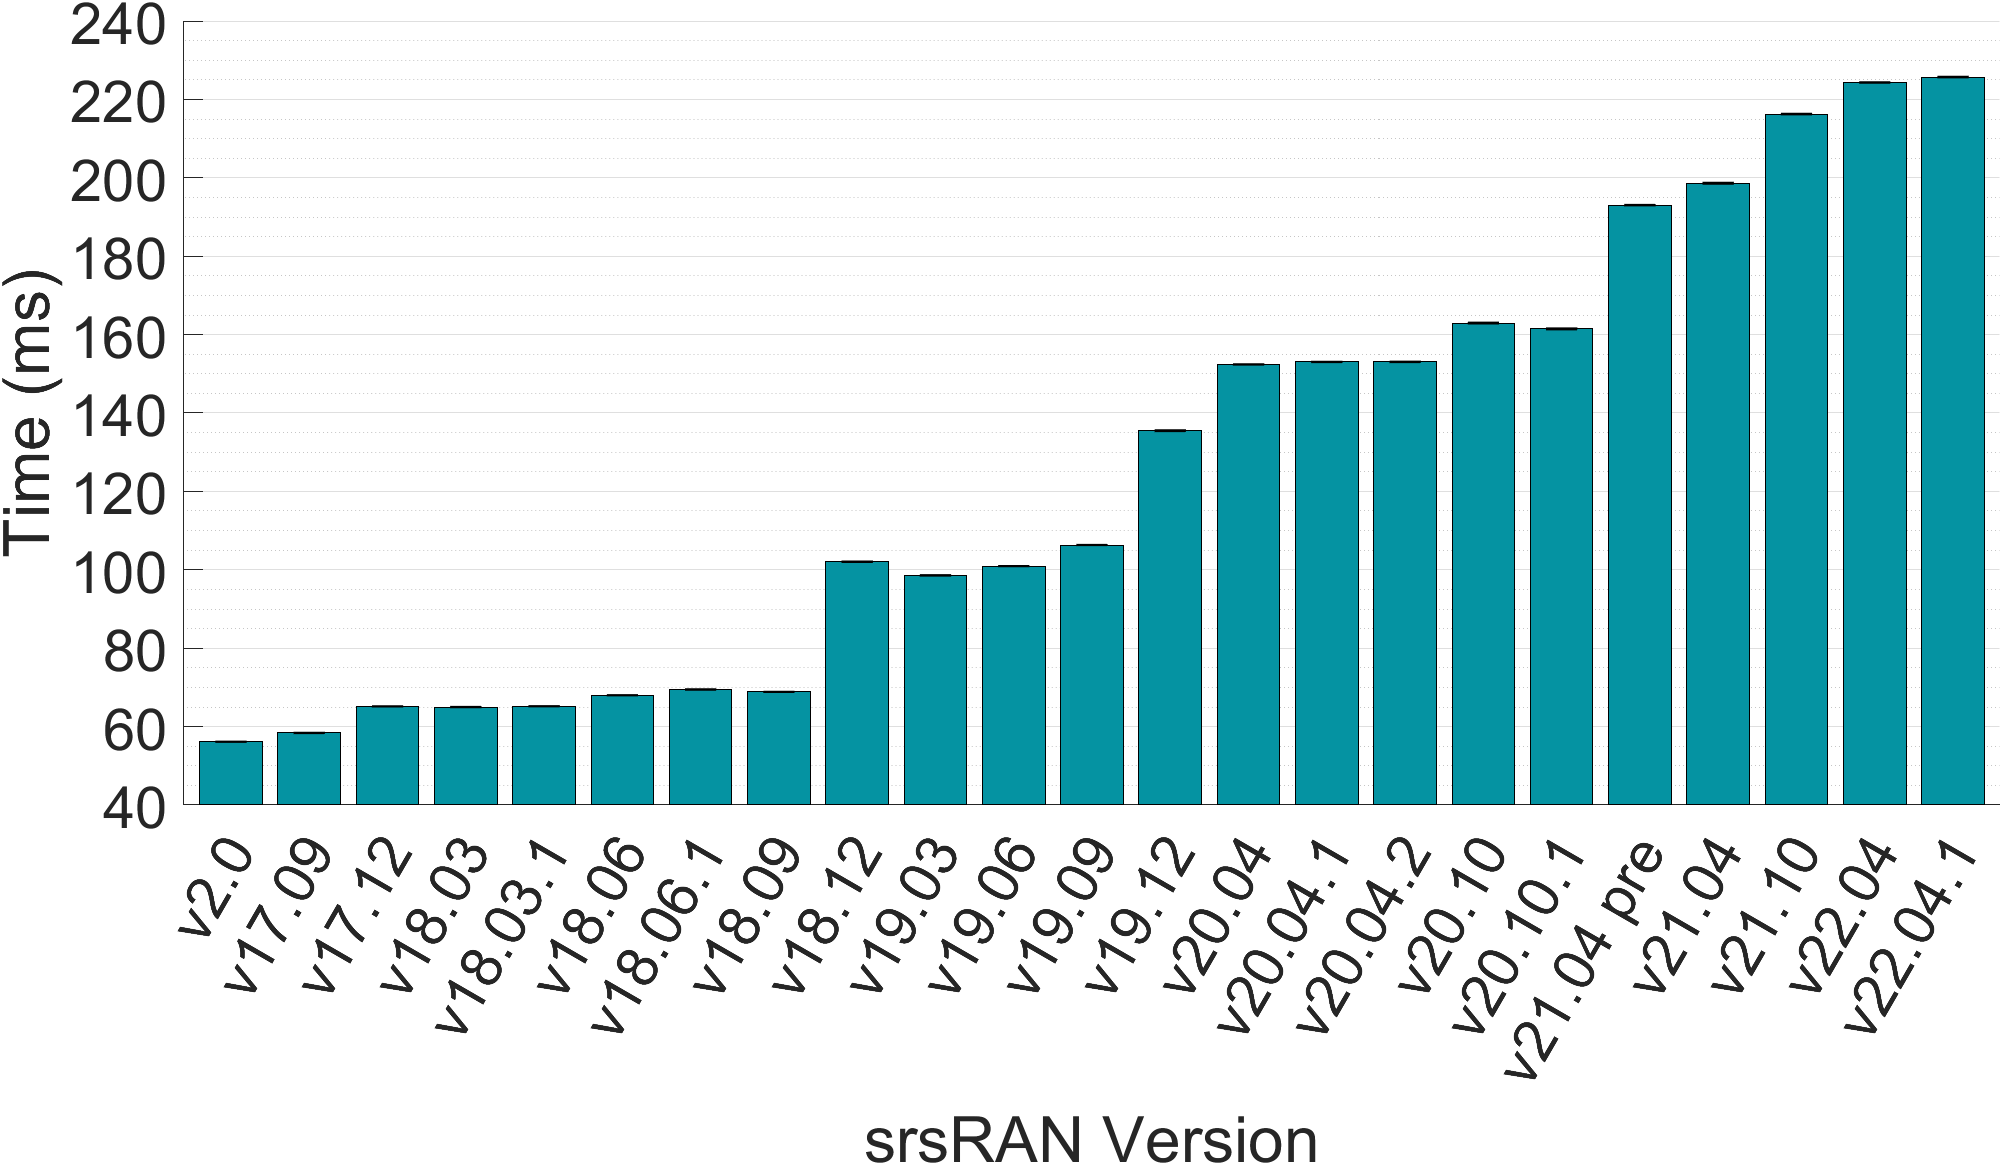 240
220
200
180
160
140
120
100
80
60
40
Time (ms)
v2.0
v17.09
v17.12
v18.03
v18.03.1
v18.06
v18.06.1
v18.09
v18.12
v19.03
v19.06
v19.09
v19.12
v20.04
v20.04.1
v20.04.2
v20.10
v20.10.1
v21.04 pre
v21.04
v21.10
v22.04
v22.04.1
srsRAN Version